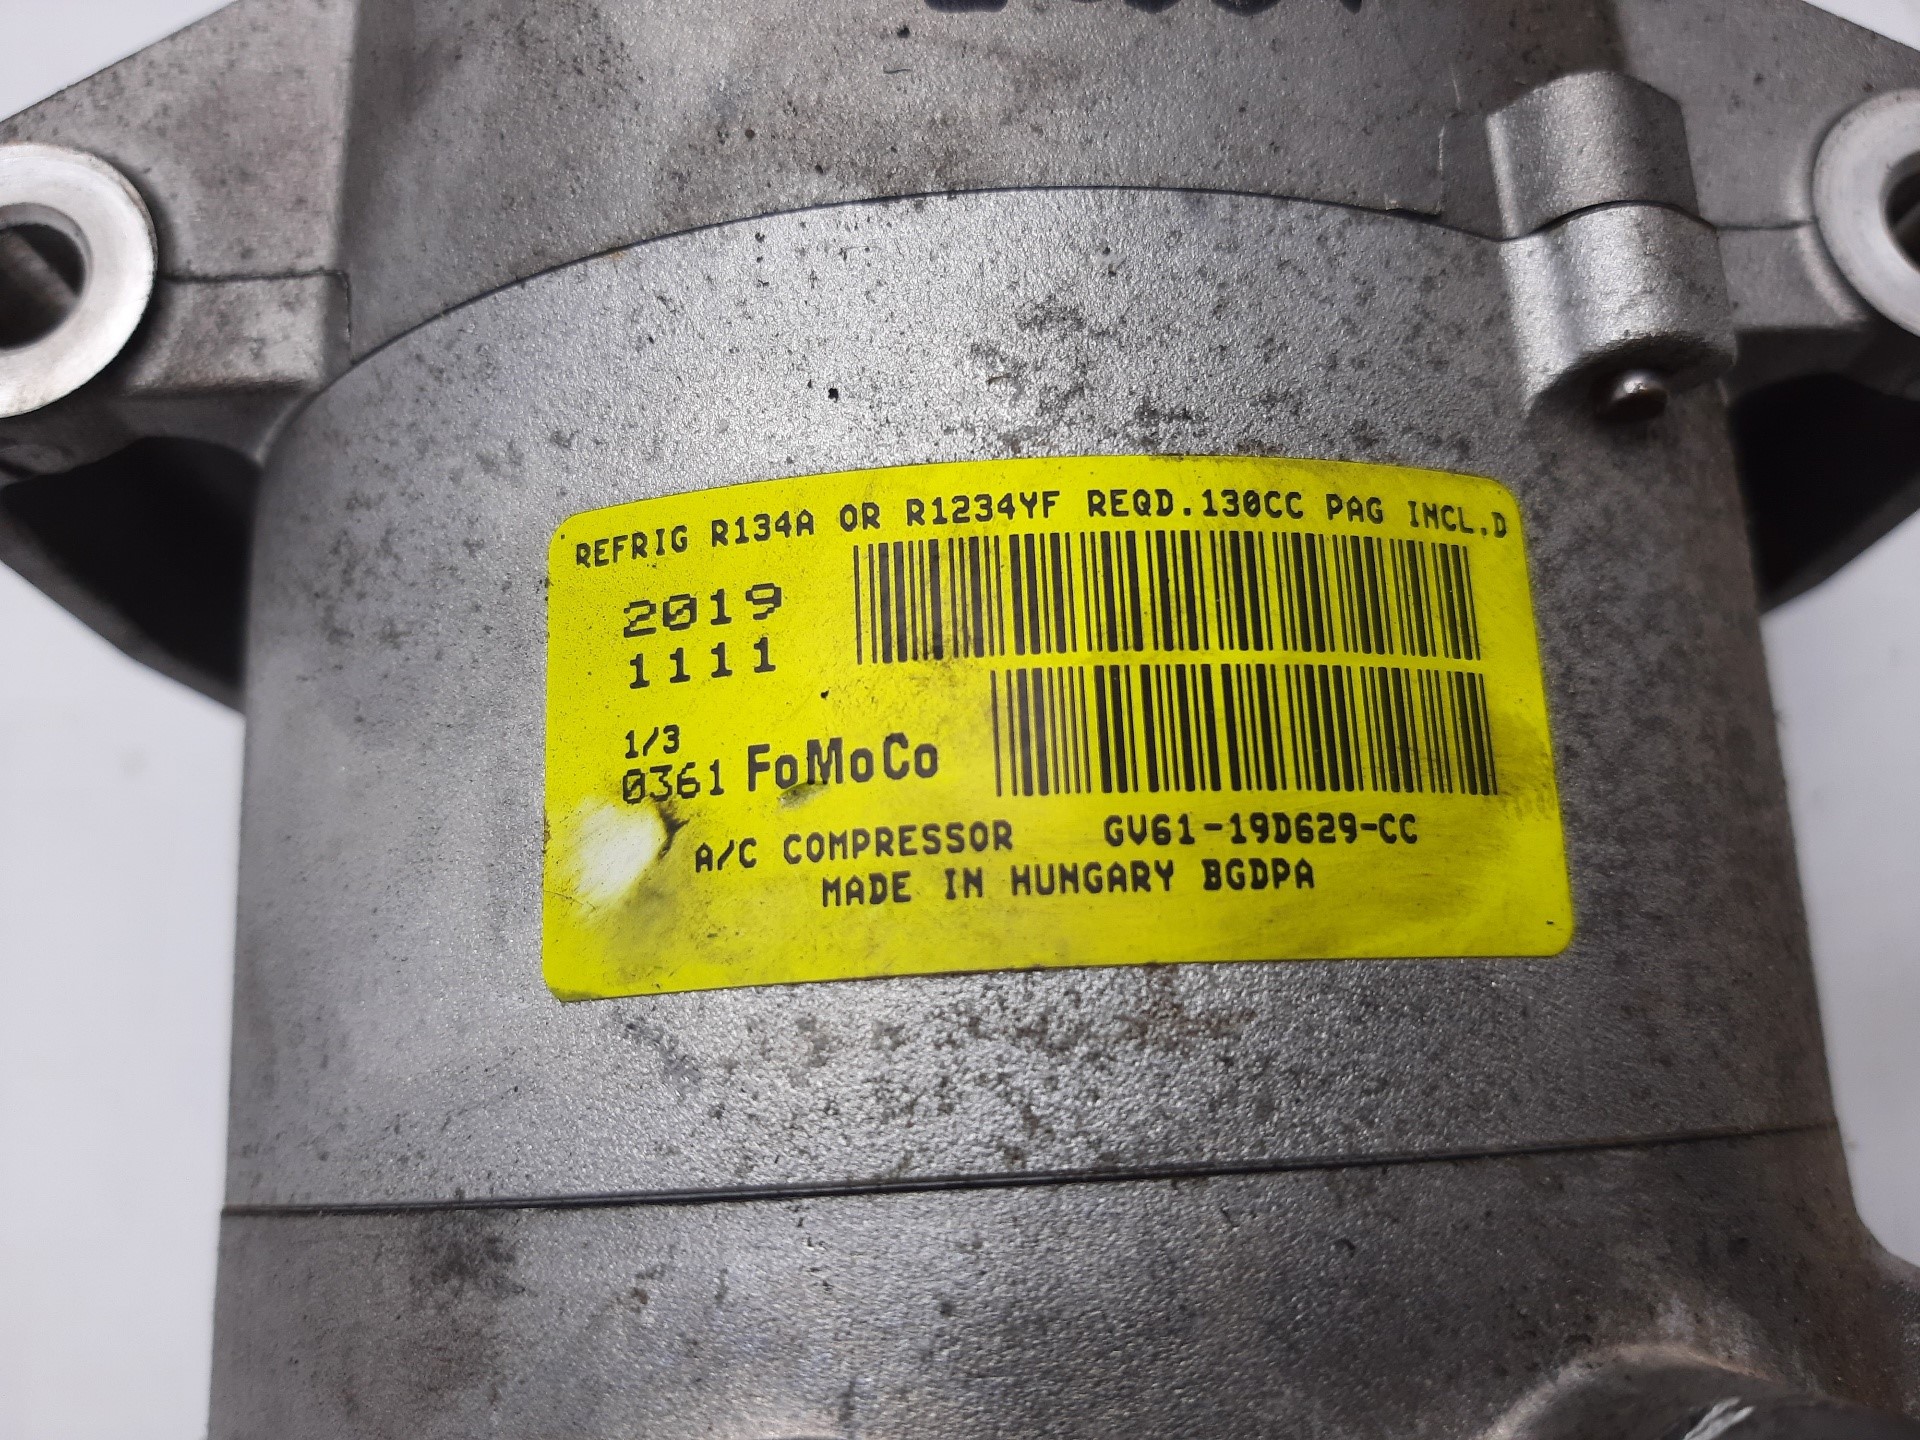 REFRIG R134A OR R1234YF REQD.130CC PAG INCL.D
2019
1111
1/3
0361 FoMoCo
A/C COMPRESSOR GV61-19D629-CC
MADE IN HUNGARY BGDPA